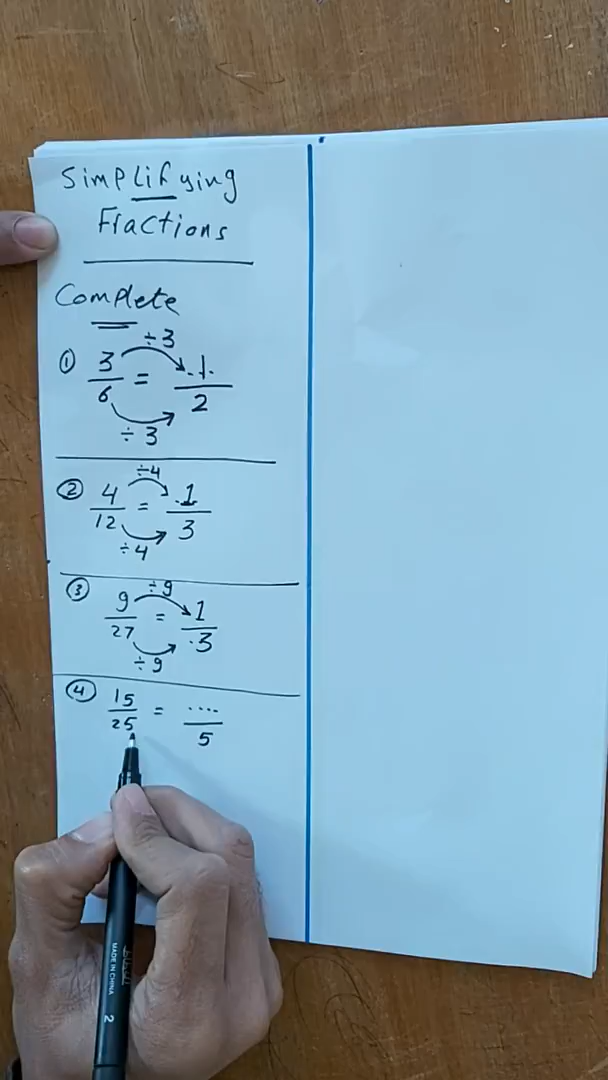 Simplifying
Fractions
Complete
① 3/6 = 1/2
÷3
÷3
② 4/12 = 1/3
÷4
÷4
③ 9/27 = 1/3
÷9
÷9
④ 15/25 = ..../5
MADE IN CHINA 2